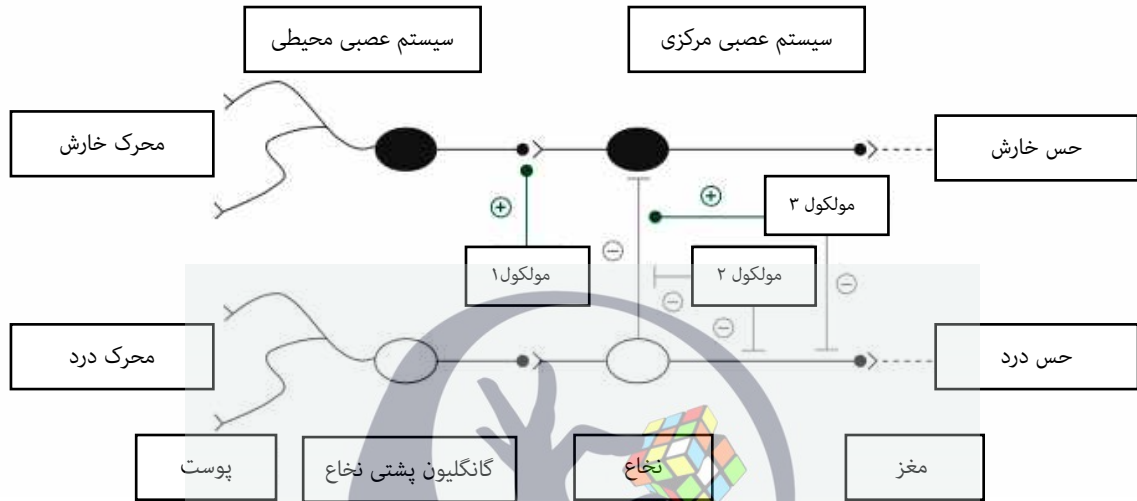 سیستم عصبی محیطی
سیستم عصبی مرکزی
محرک خارش
حس خارش
مولکول ۳
مولکول۱
مولکول ۲
محرک درد
حس درد
پوست
گانگلیون پشتی نخاع
نخاع
مغز